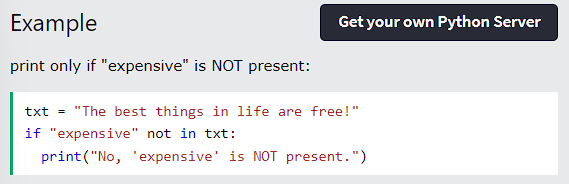 Example
Get your own Python Server
print only if "expensive" is NOT present:
txt = "The best things in life are free!"
if "expensive" not in txt:
  print("No, 'expensive' is NOT present.")